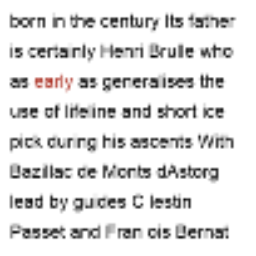 born in the century Its father
is certainly Henri Brulle who
as early as generalises the
use of lifeline and short ice
pick during his ascents With
Bazillac de Monts dAstorg
lead by guides C lestin
Passet and Fran ois Bernat